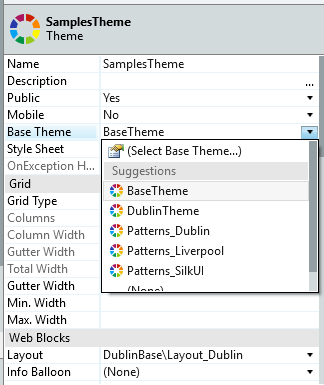 SamplesTheme
Theme
Name SamplesTheme
Description ...
Public Yes
Mobile No
Base Theme BaseTheme
Style Sheet (Select Base Theme...)
OnException H... Suggestions
Grid BaseTheme
Grid Type DublinTheme
Columns Patterns_Dublin
Column Width Patterns_Liverpool
Gutter Width Patterns_SilkUI
Total Width (None)
Gutter Width
Min. Width
Max. Width
Web Blocks
Layout DublinBase\Layout_Dublin
Info Balloon (None)